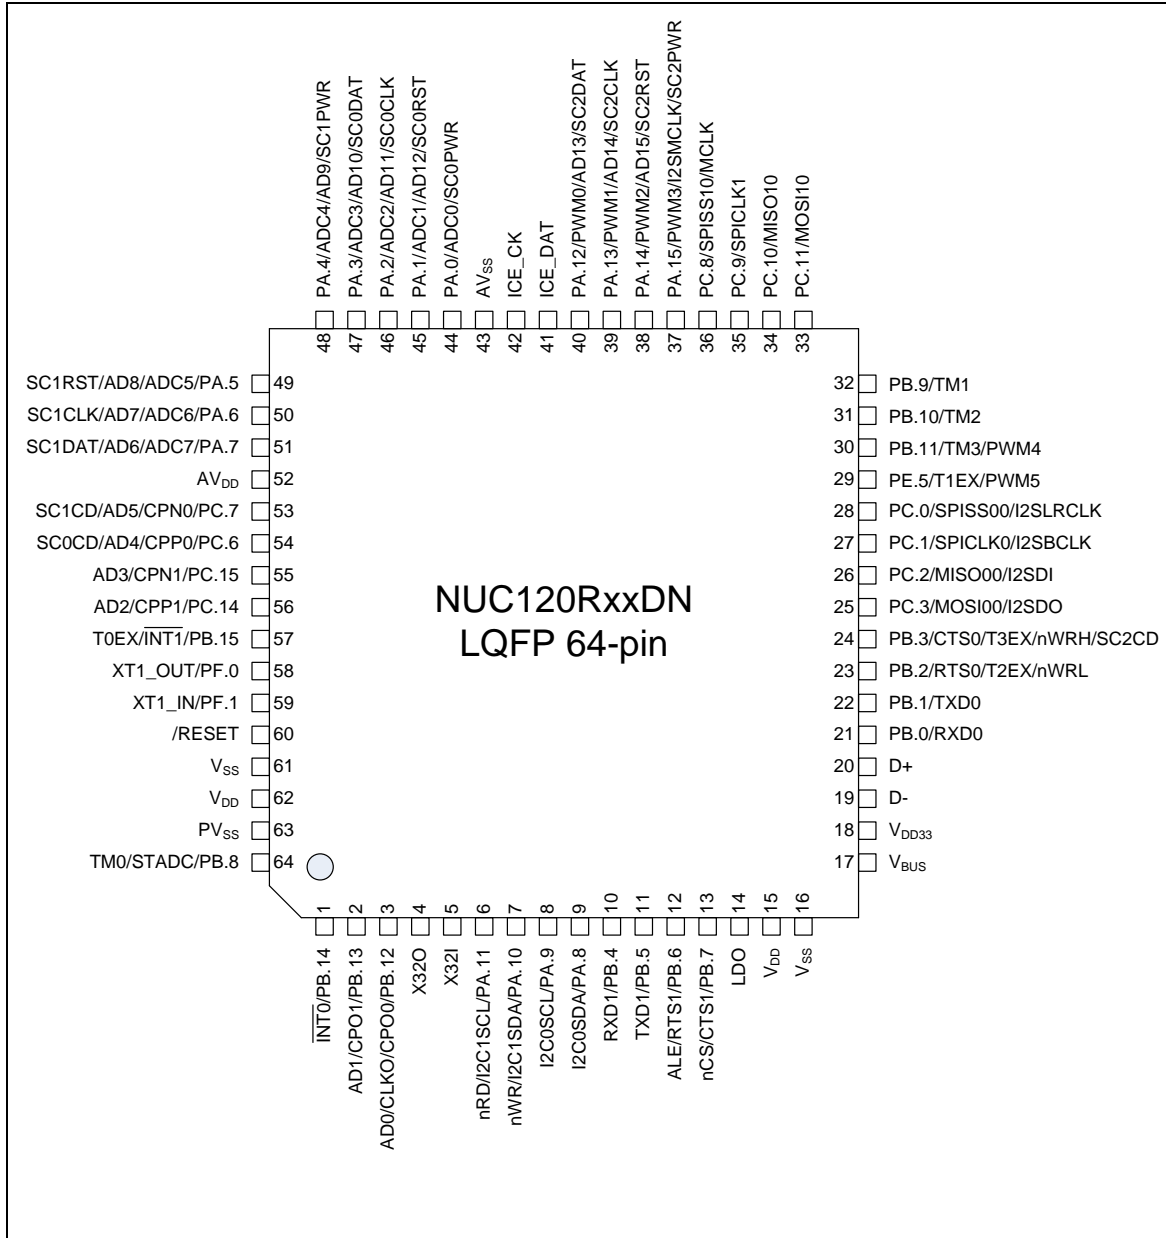 PA.4/ADC4/AD9/SC1PWR
PA.3/ADC3/AD10/SC0DAT
PA.2/ADC2/AD11/SC0CLK
PA.1/ADC1/AD12/SC0RST
PA.0/ADC0/SC0PWR
AVSS
ICE_CK
ICE_DAT
PA.12/PWM0/AD13/SC2DAT
PA.13/PWM1/AD14/SC2CLK
PA.14/PWM2/AD15/SC2RST
PA.15/PWM3/I2SMCLK/SC2PWR
PC.8/SPISS10/MCLK
PC.9/SPICLK1
PC.10/MISO10
PC.11/MOSI10
48
47
46
45
44
43
42
41
40
39
38
37
36
35
34
33
SC1RST/AD8/ADC5/PA.5 49
SC1CLK/AD7/ADC6/PA.6 50
SC1DAT/AD6/ADC7/PA.7 51
AVDD 52
SC1CD/AD5/CPN0/PC.7 53
SC0CD/AD4/CPP0/PC.6 54
AD3/CPN1/PC.15 55
AD2/CPP1/PC.14 56
T0EX/INT1/PB.15 57
XT1_OUT/PF.0 58
XT1_IN/PF.1 59
/RESET 60
VSS 61
VDD 62
PVSS 63
TM0/STADC/PB.8 64
NUC120RxxDN
LQFP 64-pin
32 PB.9/TM1
31 PB.10/TM2
30 PB.11/TM3/PWM4
29 PE.5/T1EX/PWM5
28 PC.0/SPISS00/I2SLRCLK
27 PC.1/SPICLK0/I2SBCLK
26 PC.2/MISO00/I2SDI
25 PC.3/MOSI00/I2SDO
24 PB.3/CTS0/T3EX/nWRH/SC2CD
23 PB.2/RTS0/T2EX/nWRL
22 PB.1/TXD0
21 PB.0/RXD0
20 D+
19 D-
18 VDD33
17 VBUS
1
2
3
4
5
6
7
8
9
10
11
12
13
14
15
16
INT0/PB.14
AD1/CPO1/PB.13
AD0/CLKO/CPO0/PB.12
X32O
X32I
nRD/I2C1SCL/PA.11
nWR/I2C1SDA/PA.10
I2C0SCL/PA.9
I2C0SDA/PA.8
RXD1/PB.4
TXD1/PB.5
ALE/RTS1/PB.6
nCS/CTS1/PB.7
LDO
VDD
VSS